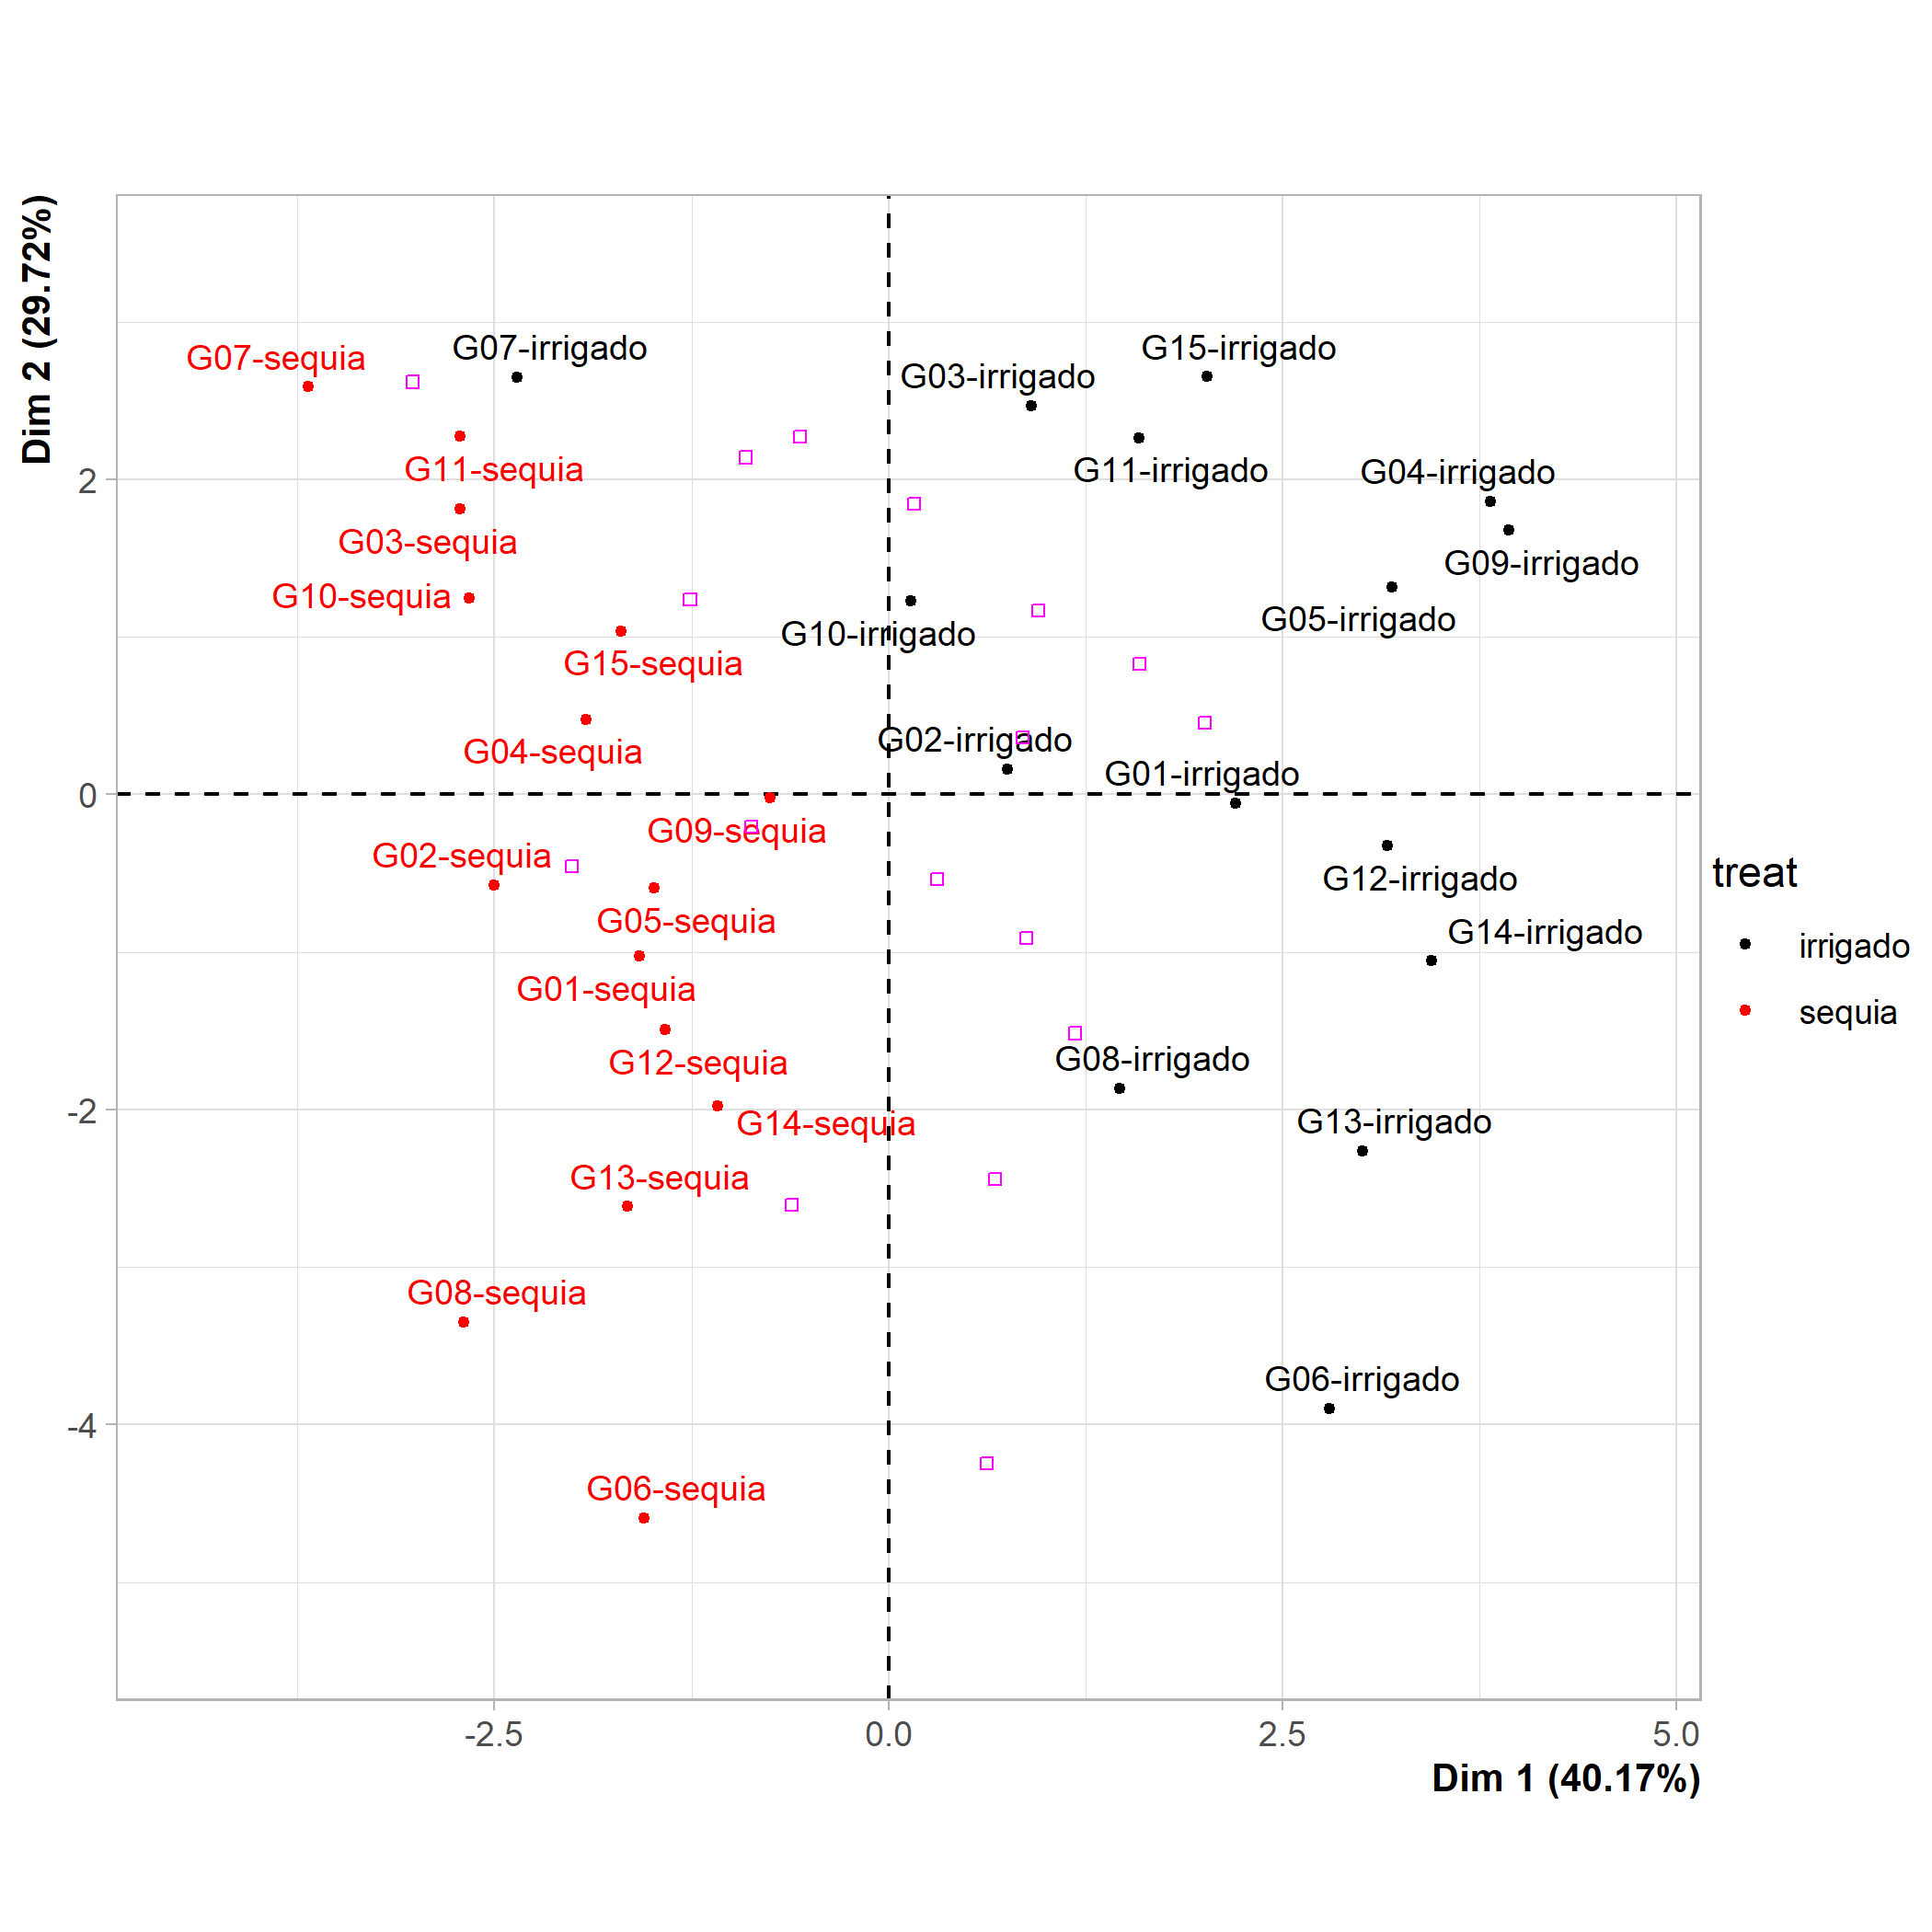 Dim 2 (29.72%)
G07-sequia
G07-irrigado
G15-irrigado
G03-irrigado
G11-sequia
G11-irrigado
G04-irrigado
2
G03-sequia
G09-irrigado
G10-sequia
G05-irrigado
G10-irrigado
G15-sequia
G04-sequia
G02-irrigado
G01-irrigado
0
G09-sequia
G02-sequia
G12-irrigado
G05-sequia
G14-irrigado
G01-sequia
G12-sequia
G08-irrigado
-2
G14-sequia
G13-irrigado
G13-sequia
G08-sequia
G06-irrigado
-4
G06-sequia
-2.5
0.0
2.5
5.0
Dim 1 (40.17%)
treat
irrigado
sequia